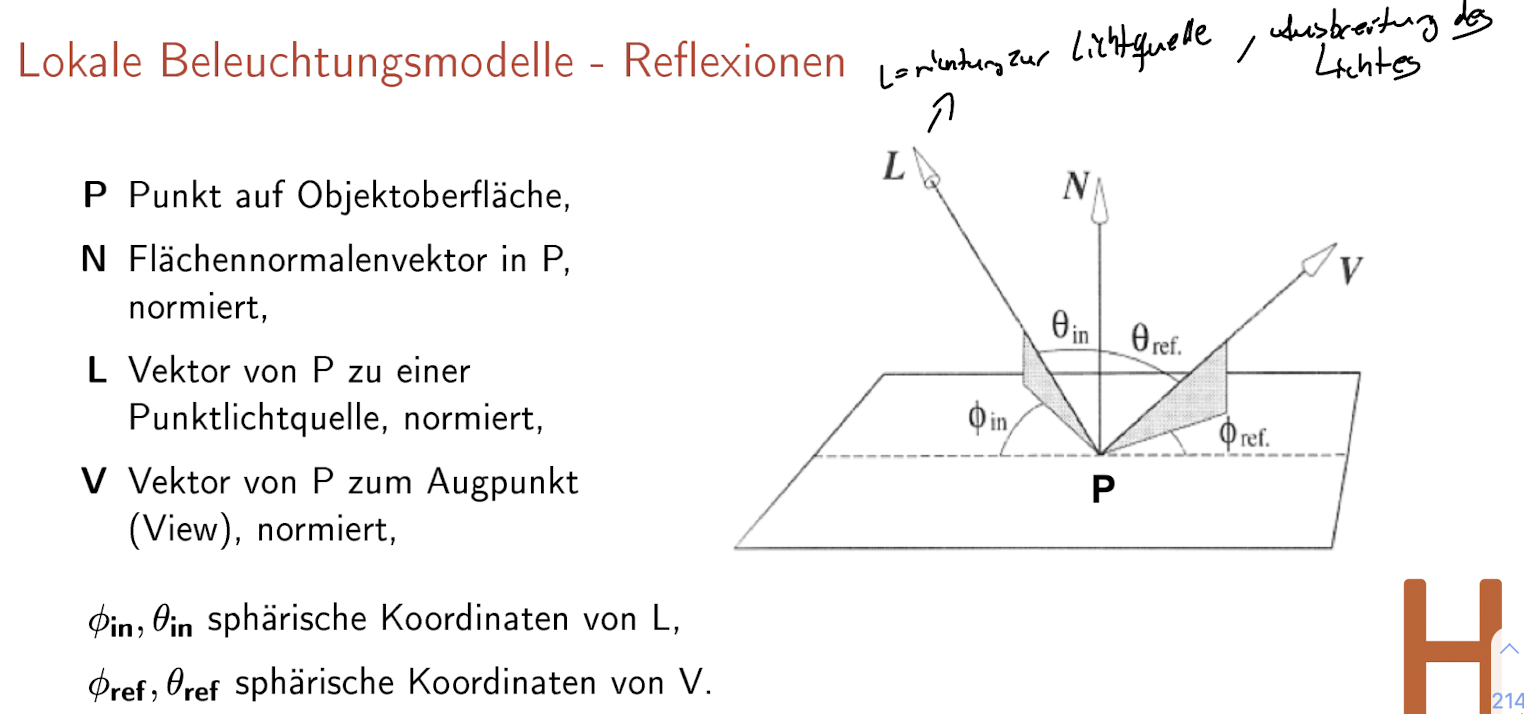 Lokale Beleuchtungsmodelle - Reflexionen
L= richtung zur Lichtquelle , Ausbreitung des
Lichtes
P Punkt auf Objektoberfläche,
N Flächennormalenvektor in P,
normiert,
L Vektor von P zu einer
Punktlichtquelle, normiert,
V Vektor von P zum Augpunkt
(View), normiert,
ϕin, θin sphärische Koordinaten von L,
ϕref, θref sphärische Koordinaten von V.
L
N
V
θin
θref.
ϕin
ϕref.
P
H
214